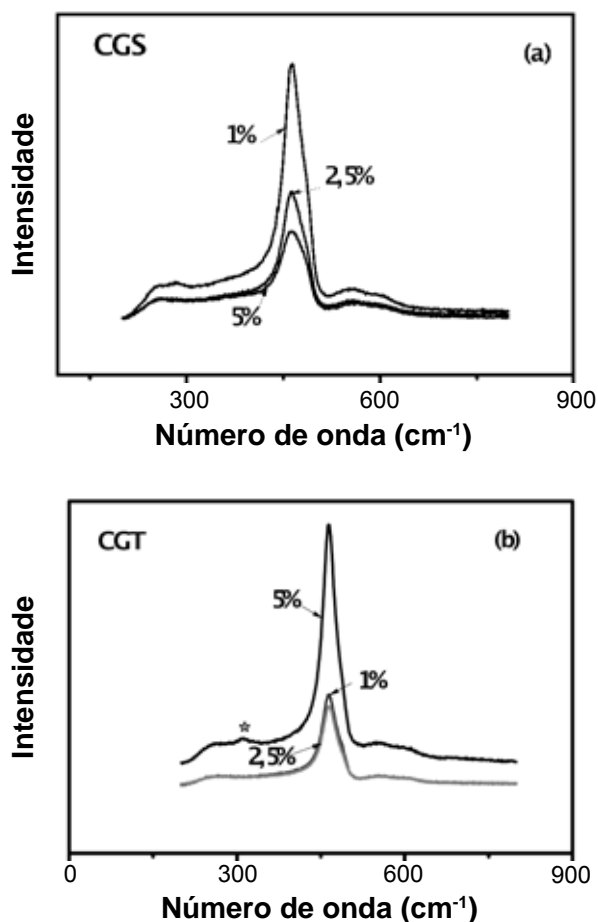 CGS
(a)
1%
2,5%
5%
Intensidade
300 600 900
Número de onda (cm-1)
CGT
(b)
5%
1%
2,5%
Intensidade
0 300 600 900
Número de onda (cm-1)